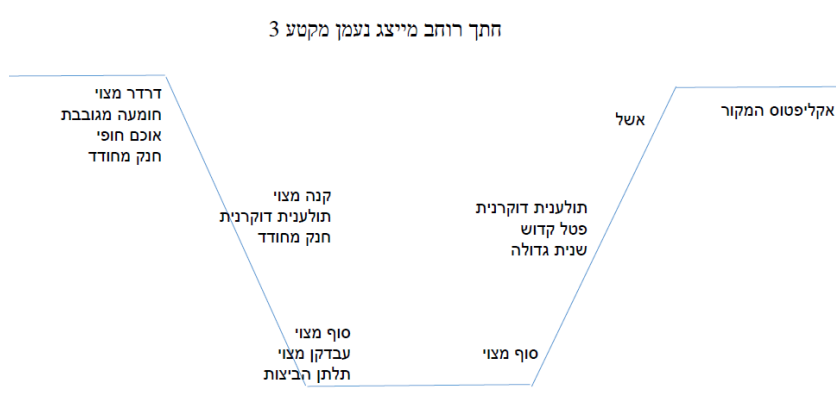 חתך רוחב מייצג נעמן מקטע 3
דרדר מצוי
חומעה מגובבת
אוכם חופי
חנק מחודד
אשל
אקליפטוס המקור
קנה מצוי
תולענית דוקרנית
חנק מחודד
תולענית דוקרנית
פטל קדוש
שנית גדולה
סוף מצוי
עבדקן מצוי
תלתן הביצות
סוף מצוי